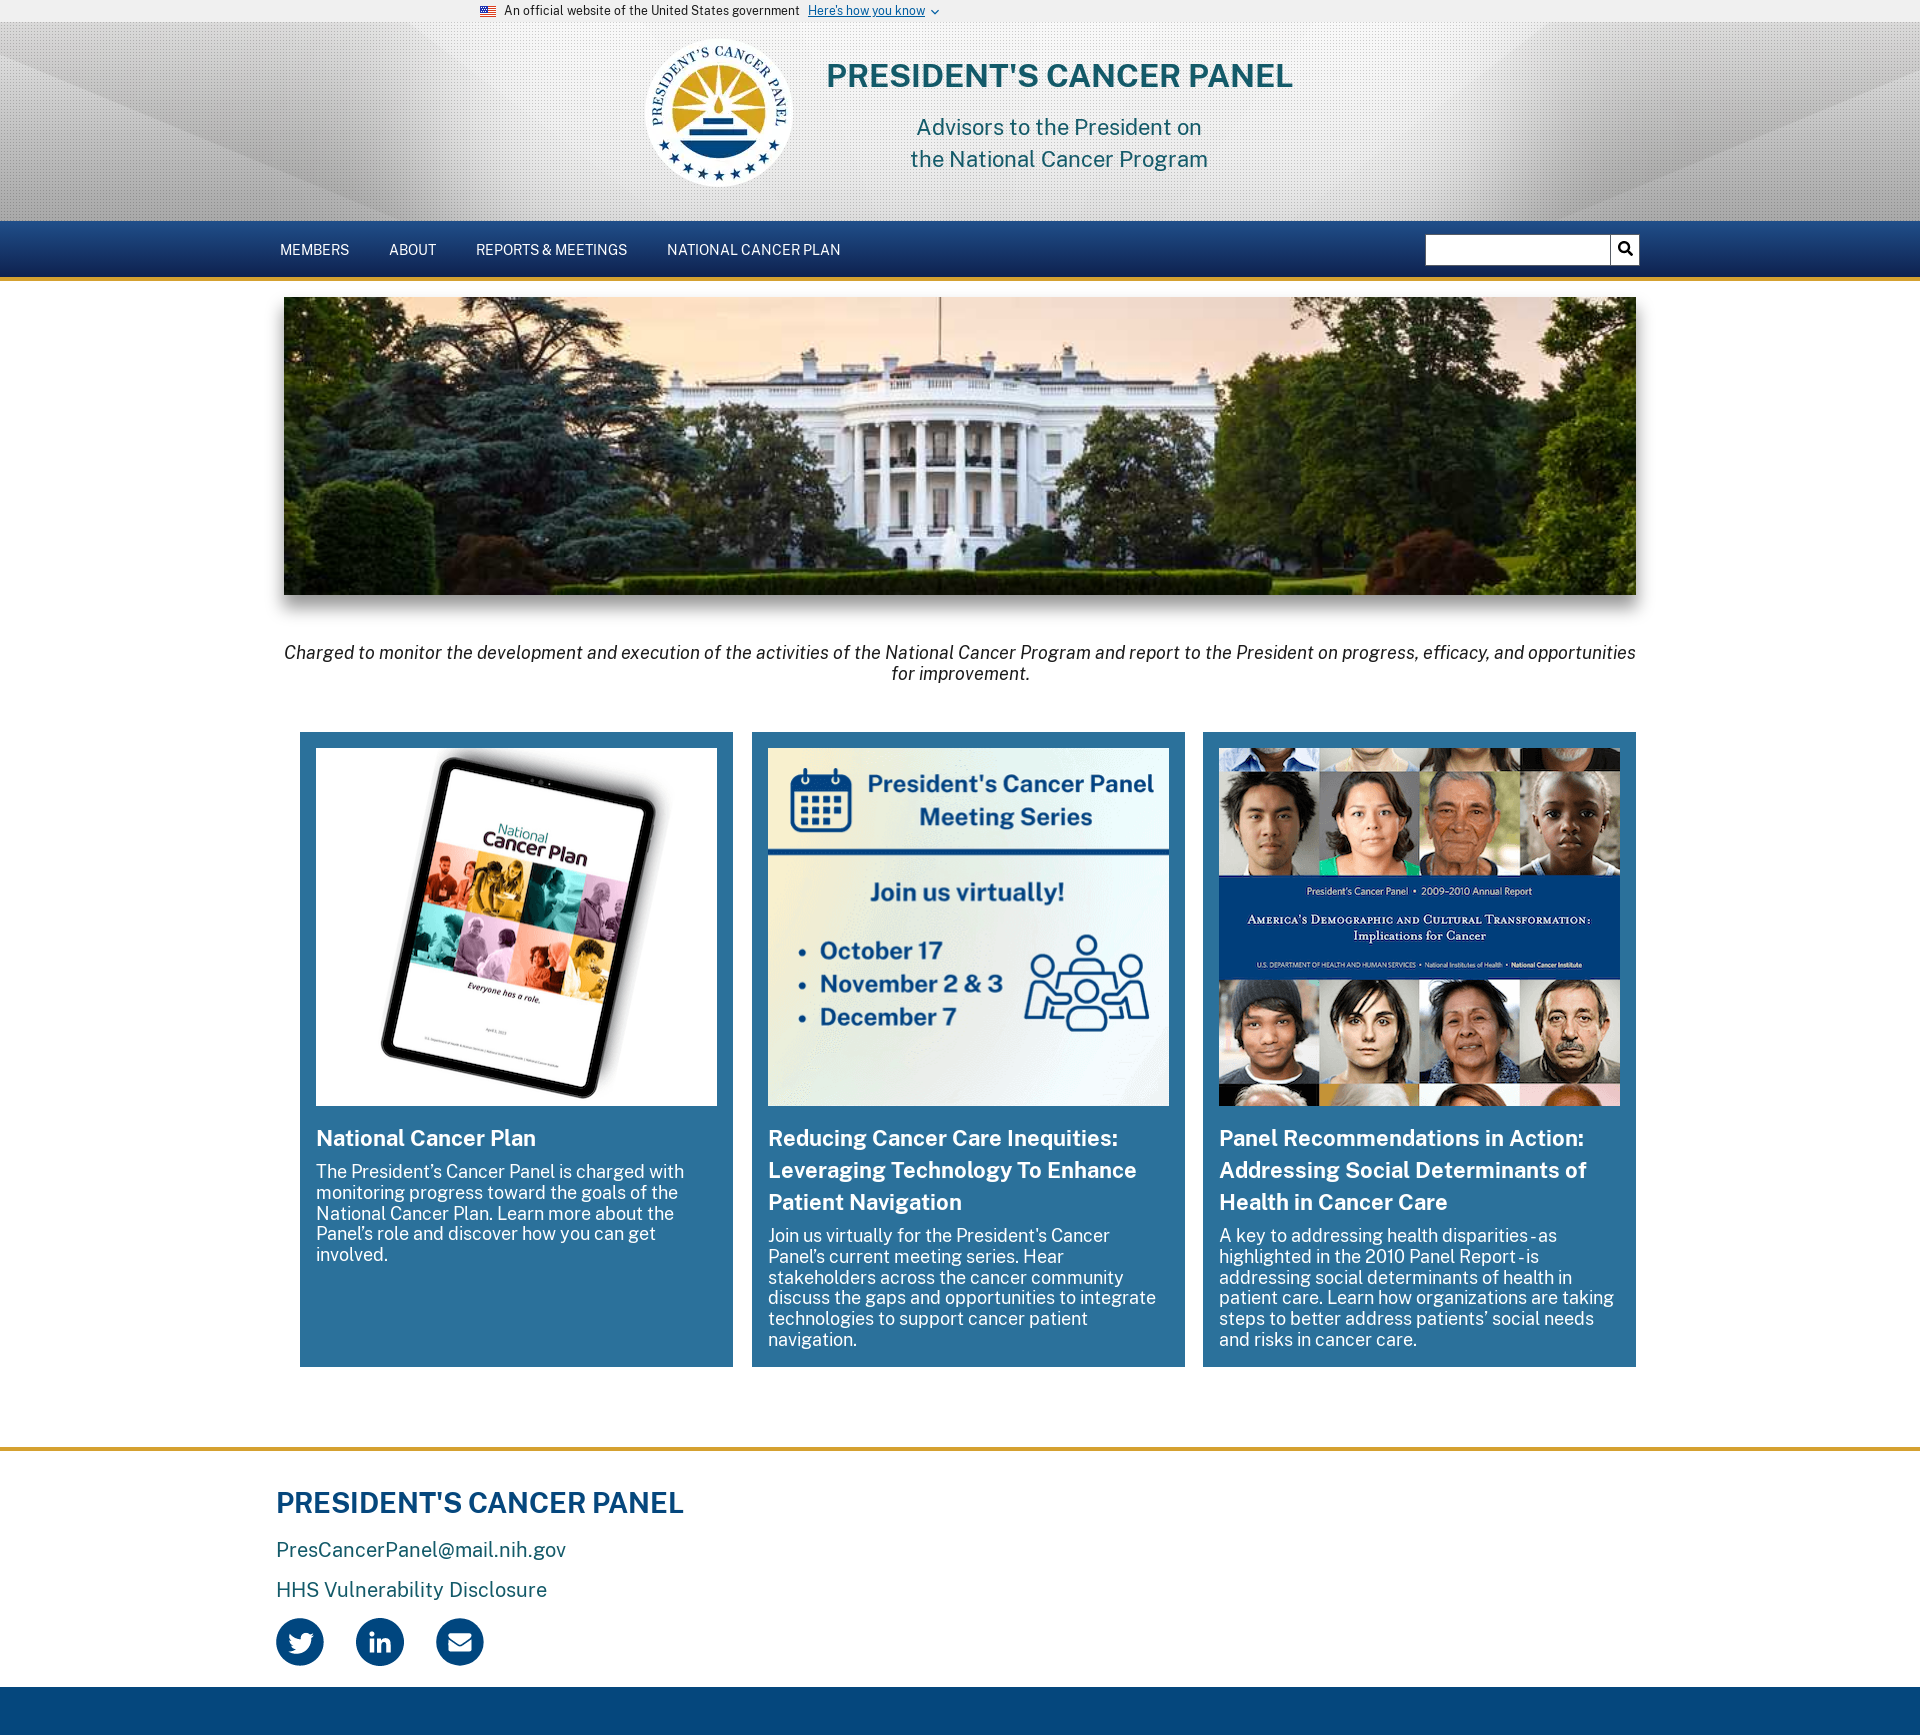 An official website of the United States government Here's how you know
PRESIDENT'S CANCER PANEL
PRESIDENT'S CANCER PANEL
Advisors to the President on
the National Cancer Program
MEMBERS ABOUT REPORTS & MEETINGS NATIONAL CANCER PLAN
Charged to monitor the development and execution of the activities of the National Cancer Program and report to the President on progress, efficacy, and opportunities
for improvement.
National
Cancer Plan
Everyone has a role.
National Cancer Plan
The President’s Cancer Panel is charged with
monitoring progress toward the goals of the
National Cancer Plan. Learn more about the
Panel’s role and discover how you can get
involved.
President's Cancer Panel
Meeting Series
Join us virtually!
• October 17
• November 2 & 3
• December 7
Reducing Cancer Care Inequities:
Leveraging Technology To Enhance
Patient Navigation
Join us virtually for the President's Cancer
Panel’s current meeting series. Hear
stakeholders across the cancer community
discuss the gaps and opportunities to integrate
technologies to support cancer patient
navigation.
President's Cancer Panel • 2009–2010 Annual Report
America's Demographic and Cultural Transformation:
Implications for Cancer
U.S. DEPARTMENT OF HEALTH AND HUMAN SERVICES • National Institutes of Health • National Cancer Institute
Panel Recommendations in Action:
Addressing Social Determinants of
Health in Cancer Care
A key to addressing health disparities - as
highlighted in the 2010 Panel Report - is
addressing social determinants of health in
patient care. Learn how organizations are taking
steps to better address patients’ social needs
and risks in cancer care.
PRESIDENT'S CANCER PANEL
PresCancerPanel@mail.nih.gov
HHS Vulnerability Disclosure
in